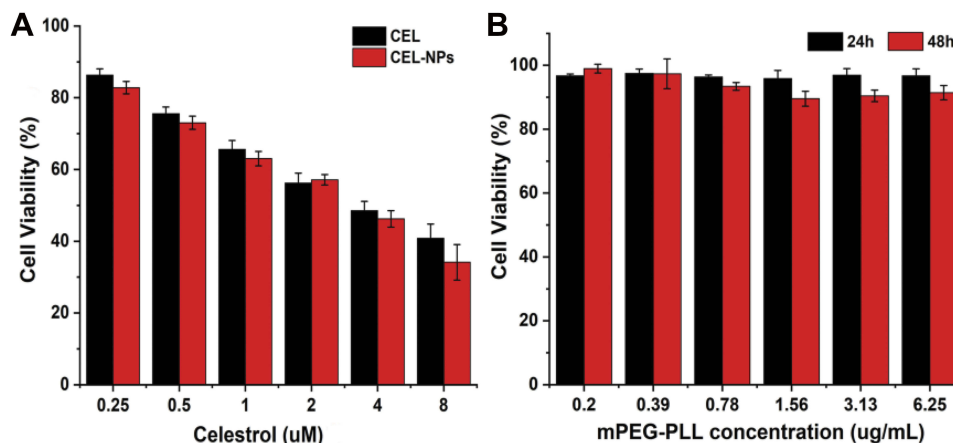 A
CEL
CEL-NPs
Cell Viability (%)
100
80
60
40
20
0
0.25 0.5 1 2 4 8
Celestrol (uM)
B
24h 48h
Cell Viability (%)
100
80
60
40
20
0
0.2 0.39 0.78 1.56 3.13 6.25
mPEG-PLL concentration (ug/mL)